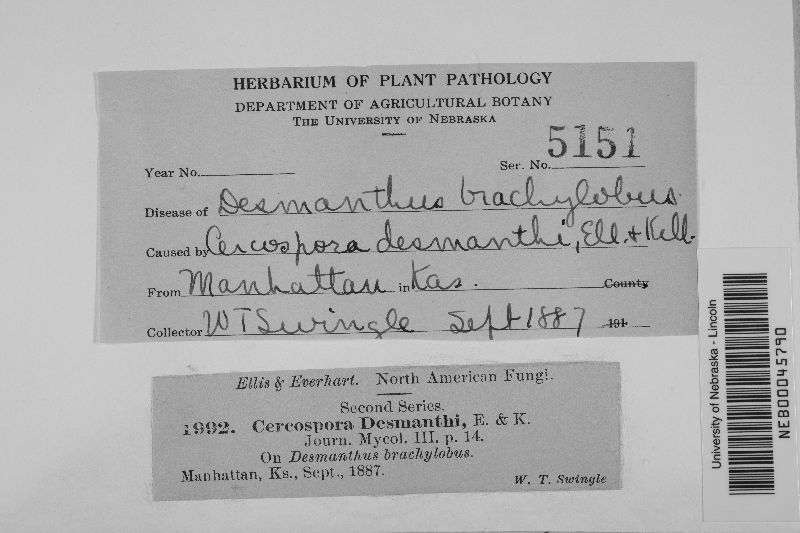 HERBARIUM OF PLANT PATHOLOGY
DEPARTMENT OF AGRICULTURAL BOTANY
THE UNIVERSITY OF NEBRASKA
Year No. Ser. No. 5151
Disease of Desmanthus brachylobus.
Caused by Cercospora desmanthi, Ell. & Kell.
From Manhattan in Kas. County
Collector W T Swingle Sept 1887 191
Ellis & Everhart. North American Fungi.
Second Series.
1992. Cercospora Desmanthi, E. & K.
Journ. Mycol. III. p. 14.
On Desmanthus brachylobus.
Manhattan, Ks., Sept., 1887.
W. T. Swingle
University of Nebraska - Lincoln
NEB00045790